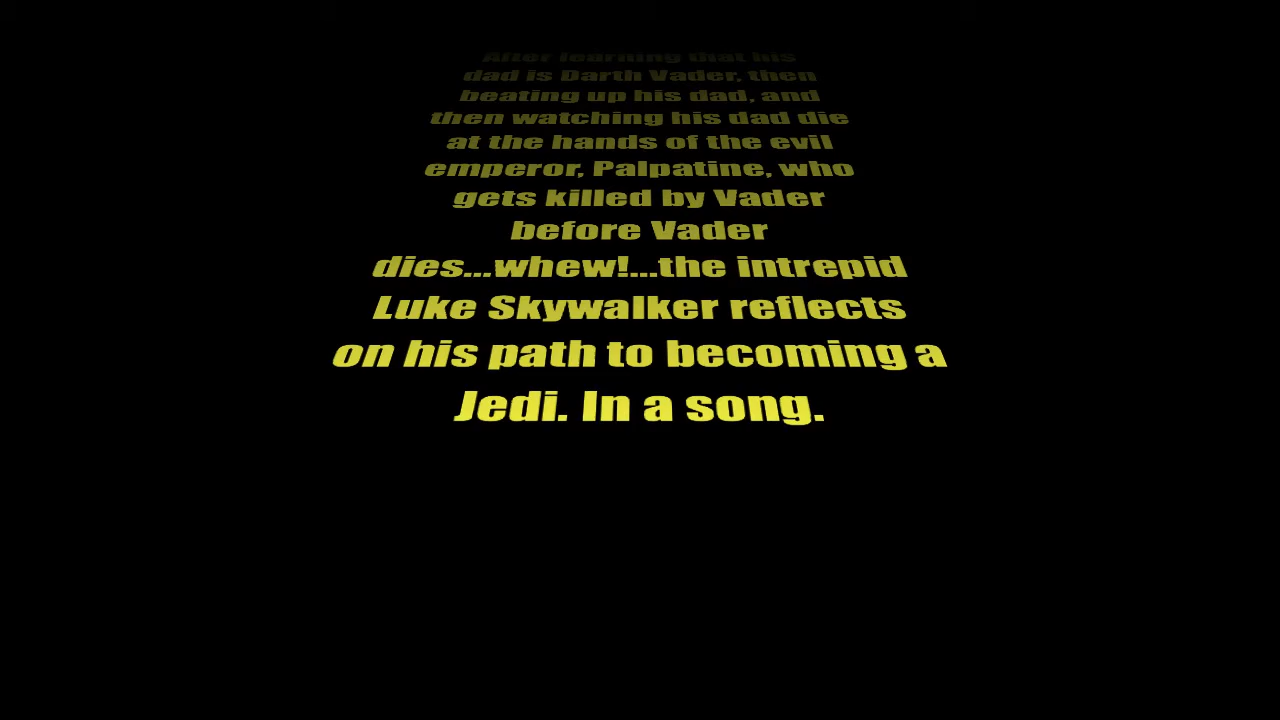 After learning that his
dad is Darth Vader, then
beating up his dad, and
then watching his dad die
at the hands of the evil
emperor, Palpatine, who
gets killed by Vader
before Vader
dies...whew!...the intrepid
Luke Skywalker reflects
on his path to becoming a
Jedi. In a song.